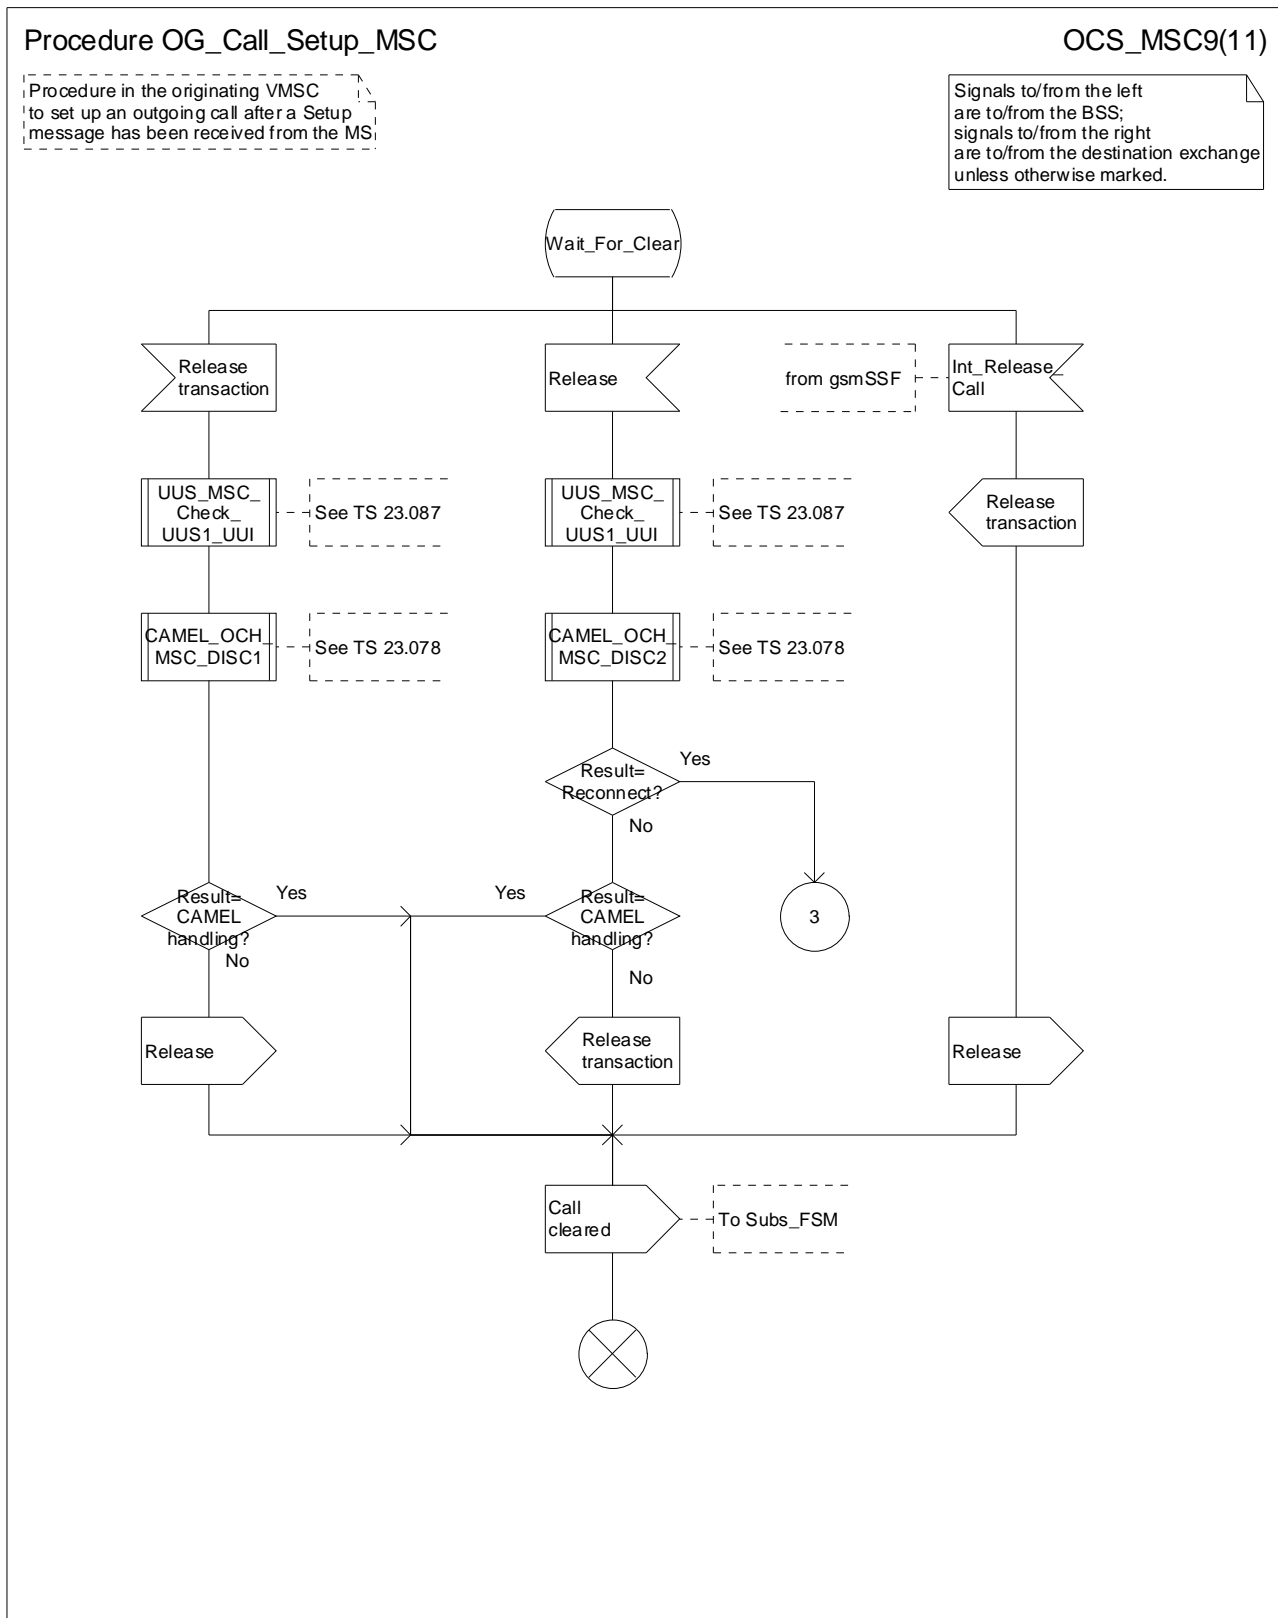 Procedure OG_Call_Setup_MSC
OCS_MSC9(11)
Procedure in the originating VMSC
to set up an outgoing call after a Setup
message has been received from the MS
Signals to/from the left
are to/from the BSS;
signals to/from the right
are to/from the destination exchange
unless otherwise marked.
Wait_For_Clear
Release
transaction
Release
from gsmSSF
Int_Release_
Call
UUS_MSC_
Check_
UUS1_UUI
See TS 23.087
UUS_MSC_
Check_
UUS1_UUI
See TS 23.087
Release
transaction
CAMEL_OCH_
MSC_DISC1
See TS 23.078
CAMEL_OCH_
MSC_DISC2
See TS 23.078
Result=
Reconnect?
Yes
No
Result=
CAMEL
handling?
Yes
No
Yes
Result=
CAMEL
handling?
No
3
Release
Release
transaction
Release
Call
cleared
To Subs_FSM